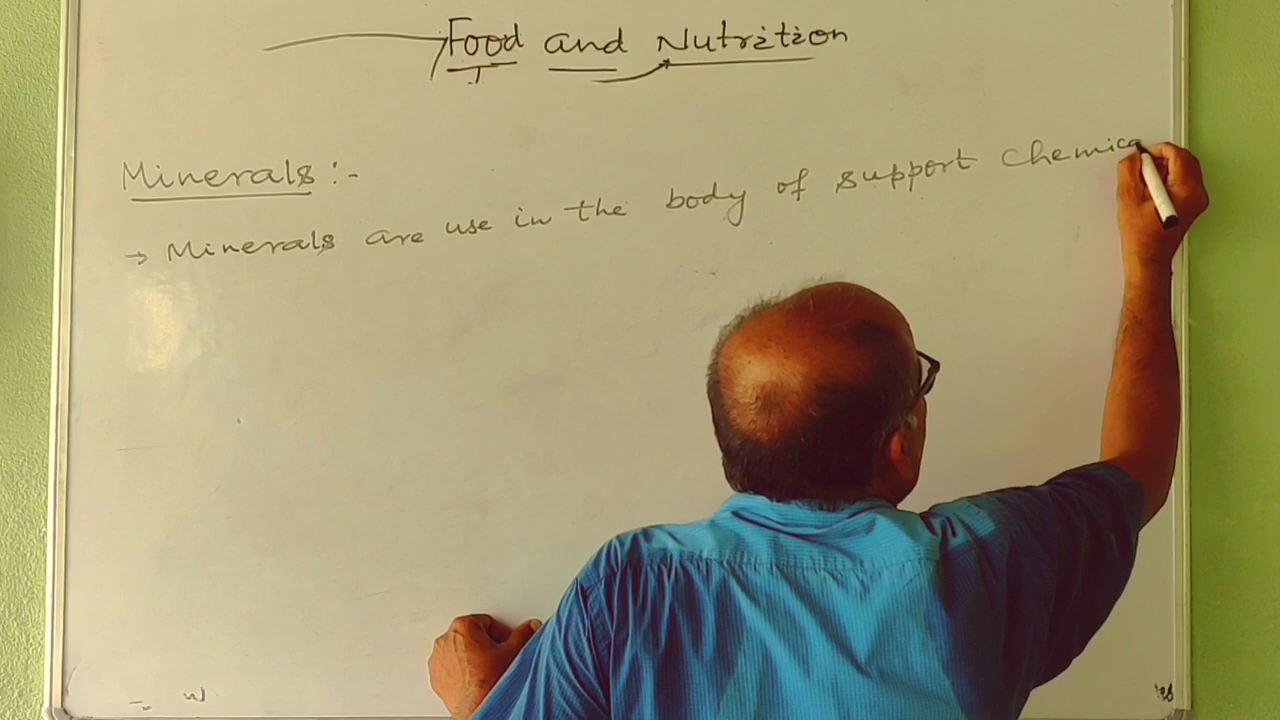 Food and Nutrition
Minerals :-
→ Minerals are use in the body of support chemica